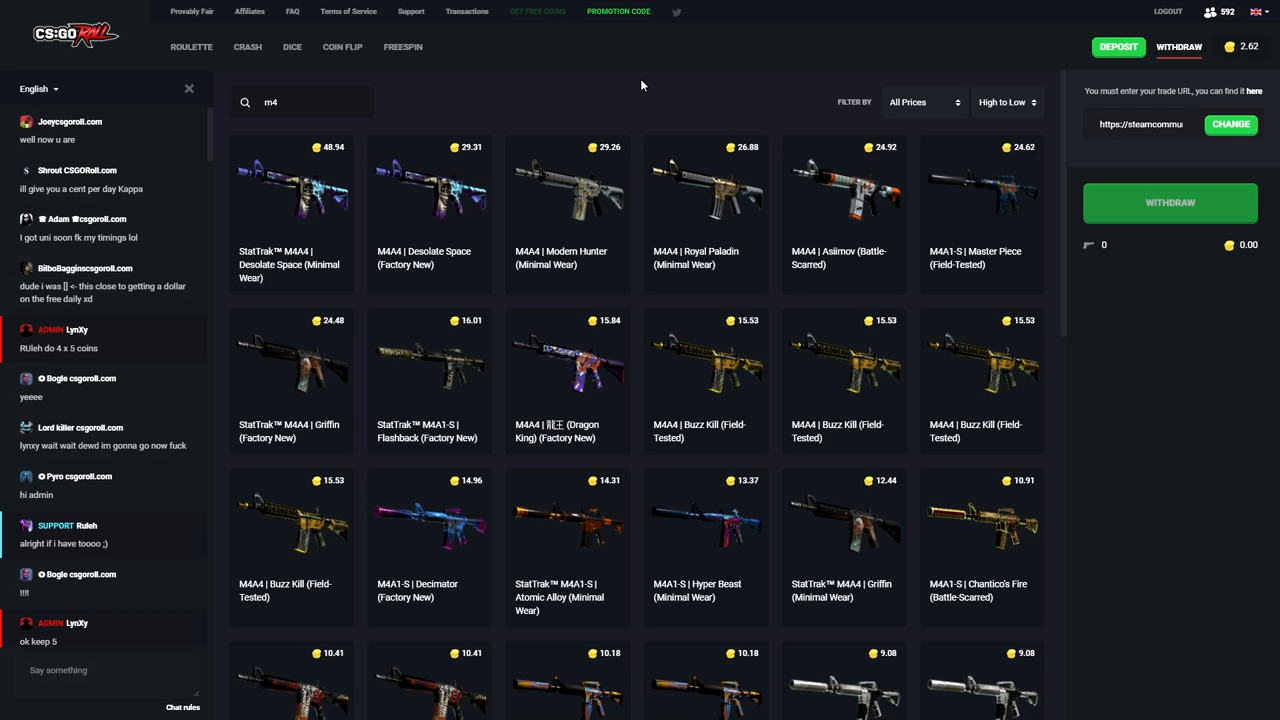 Provably Fair Affiliates FAQ Terms of Service Support Transactions GET FREE COINS PROMOTION CODE LOGOUT 592
CS:GO ROLL
ROULETTE CRASH DICE COIN FLIP FREESPIN DEPOSIT WITHDRAW 2.62
English
Joeycsgoroll.com
well now u are
S Shrout CSGORoll.com
ill give you a cent per day Kappa
Adam csgoroll.com
I got uni soon fk my timings lol
BilboBagginscsgoroll.com
dude i was [] <- this close to getting a dollar
on the free daily xd
ADMIN LynXy
RUleh do 4 x 5 coins
Bogle csgoroll.com
yeeee
Lord killer csgoroll.com
lynxy wait wait dewd im gonna go now fuck
Pyro csgoroll.com
hi admin
SUPPORT Ruleh
alright if i have toooo ;)
Bogle csgoroll.com
!!!!
ADMIN LynXy
ok keep 5
Say something
Chat rules
m4
FILTER BY All Prices High to Low
48.94
StatTrak™ M4A4 |
Desolate Space (Minimal
Wear)
29.31
M4A4 | Desolate Space
(Factory New)
29.26
M4A4 | Modern Hunter
(Minimal Wear)
26.88
M4A4 | Royal Paladin
(Minimal Wear)
24.92
M4A4 | Asiimov (Battle-
Scarred)
24.62
M4A1-S | Master Piece
(Field-Tested)
24.48
StatTrak™ M4A4 | Griffin
(Factory New)
16.01
StatTrak™ M4A1-S |
Flashback (Factory New)
15.84
M4A4 | 龍王 (Dragon
King) (Factory New)
15.53
M4A4 | Buzz Kill (Field-
Tested)
15.53
M4A4 | Buzz Kill (Field-
Tested)
15.53
M4A4 | Buzz Kill (Field-
Tested)
15.53
M4A4 | Buzz Kill (Field-
Tested)
14.96
M4A1-S | Decimator
(Factory New)
14.31
StatTrak™ M4A1-S |
Atomic Alloy (Minimal
Wear)
13.37
M4A1-S | Hyper Beast
(Minimal Wear)
12.44
StatTrak™ M4A4 | Griffin
(Minimal Wear)
10.91
M4A1-S | Chantico's Fire
(Battle-Scarred)
10.41
10.41
10.18
10.18
9.08
9.08
You must enter your trade URL, you can find it here
https://steamcommu
CHANGE
WITHDRAW
0 0.00